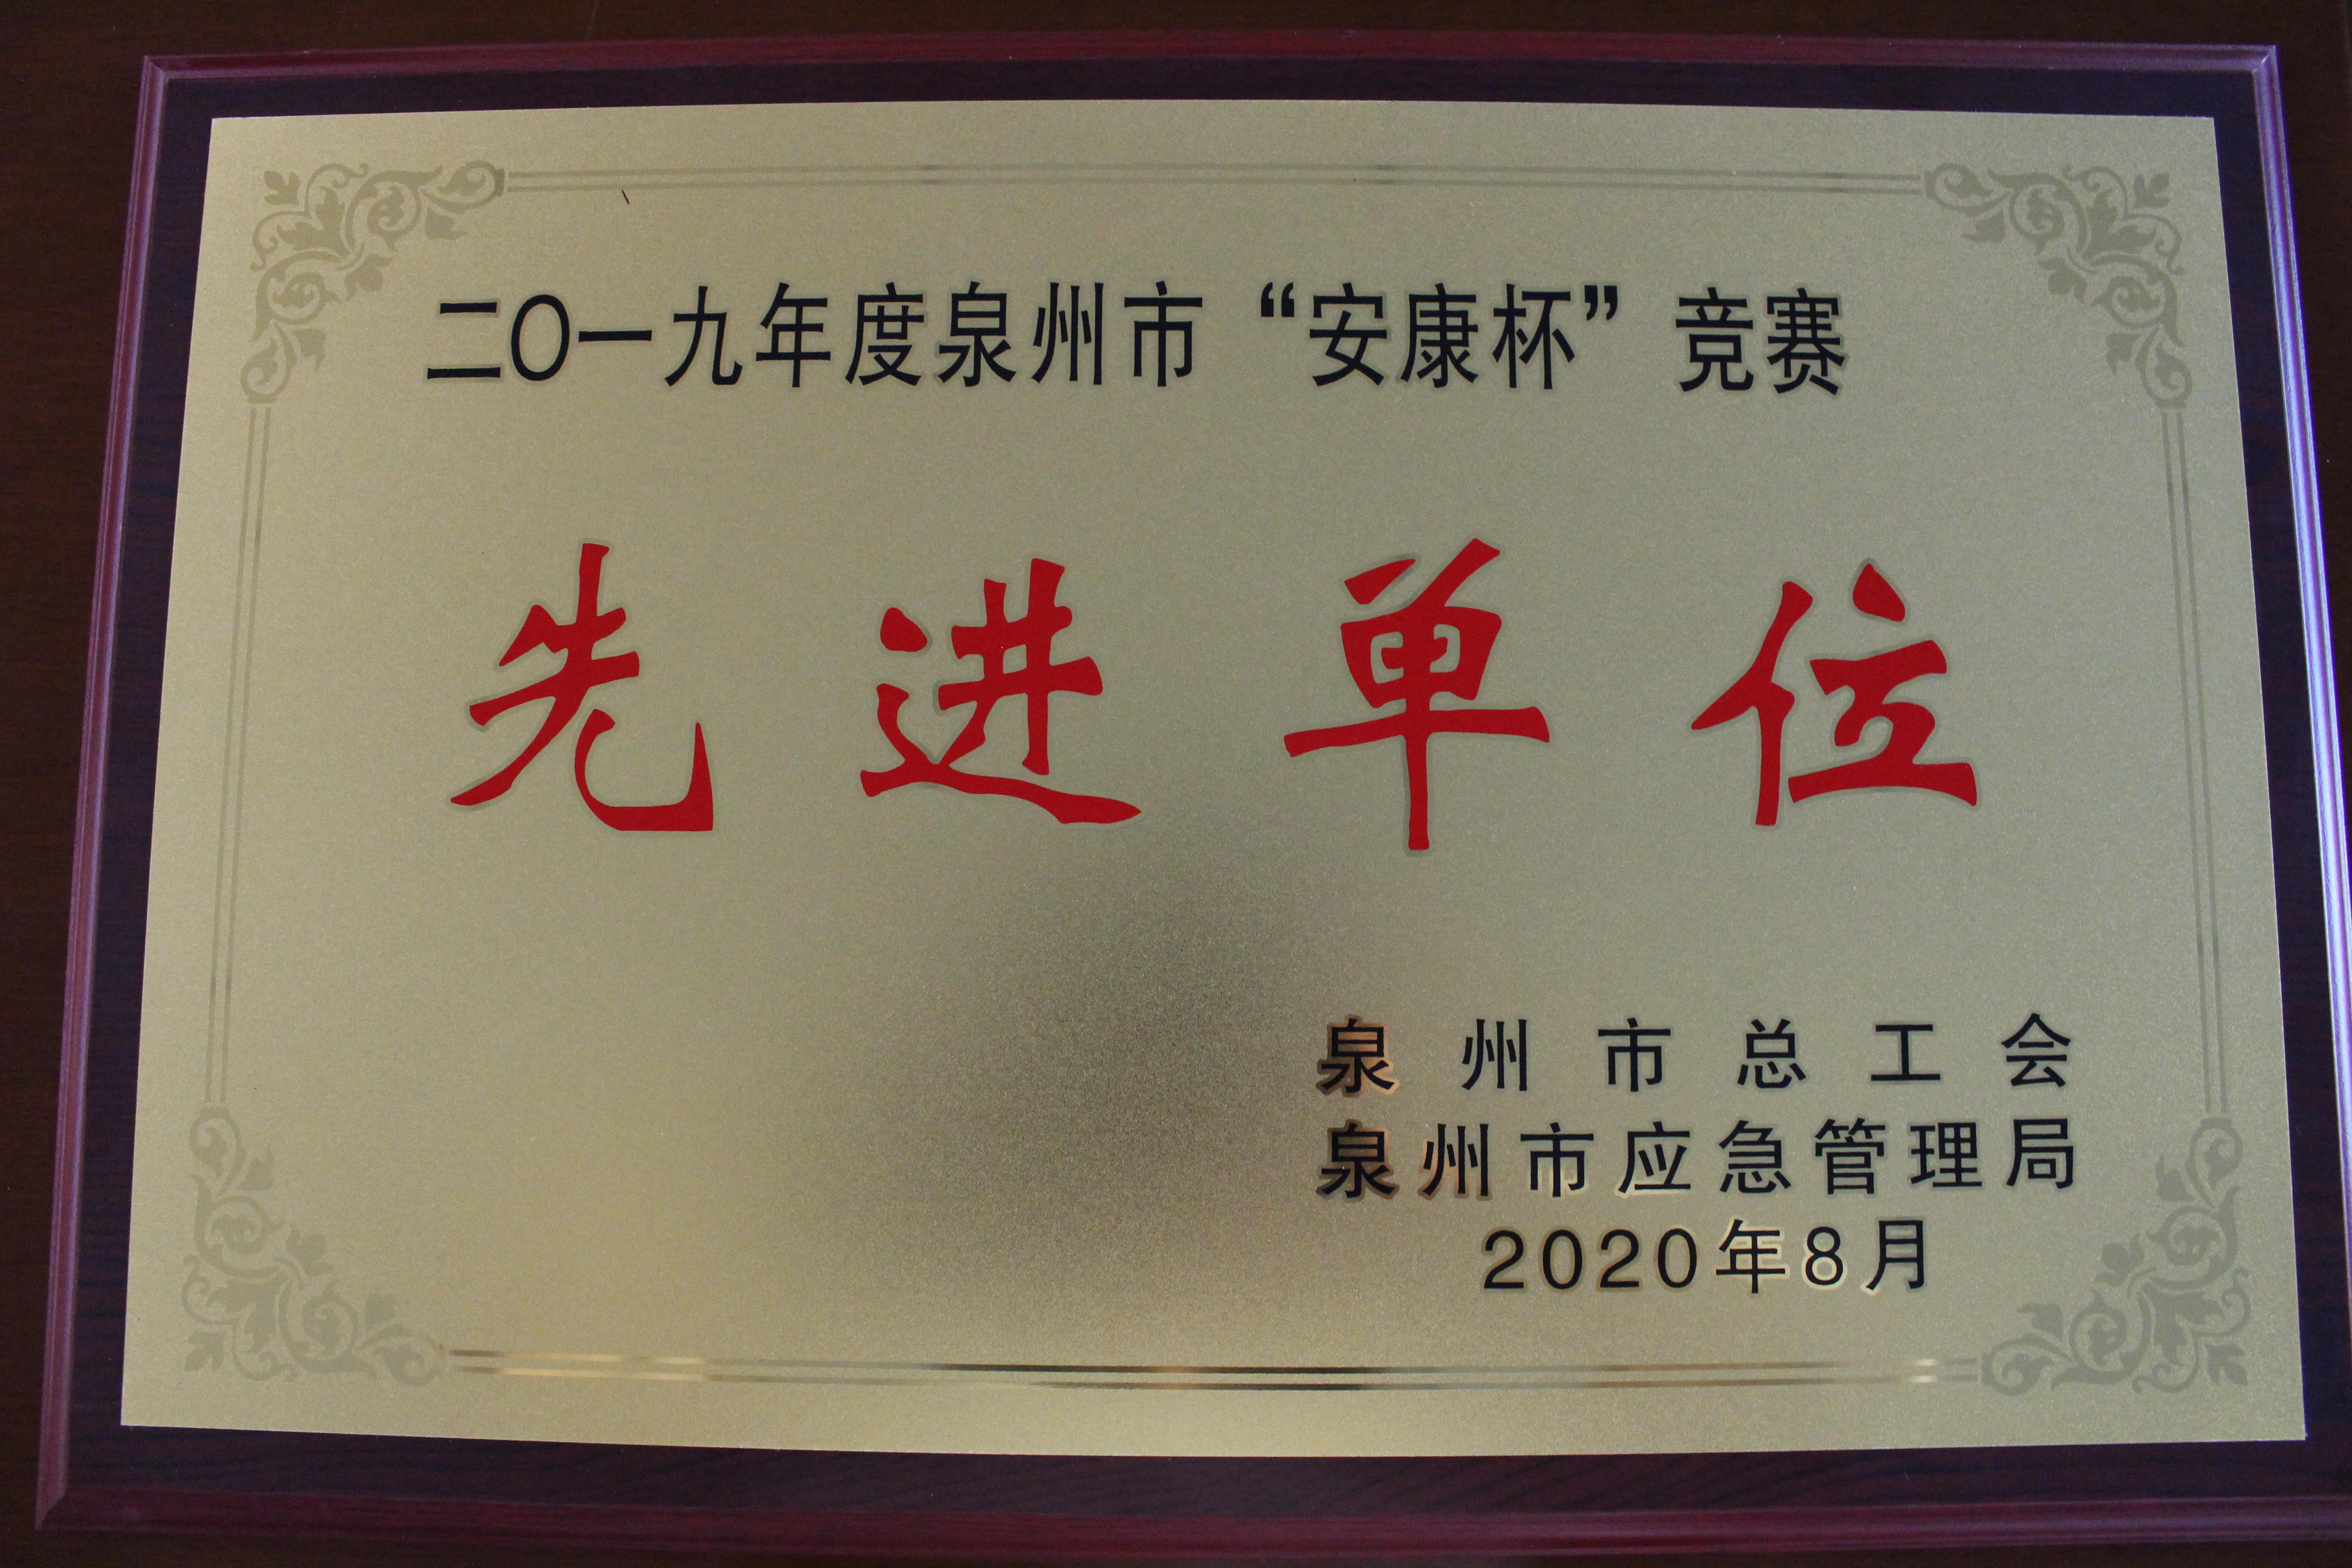 二〇一九年度泉州市“安康杯”竞赛
先进单位
泉州市总工会
泉州市应急管理局
2020年8月